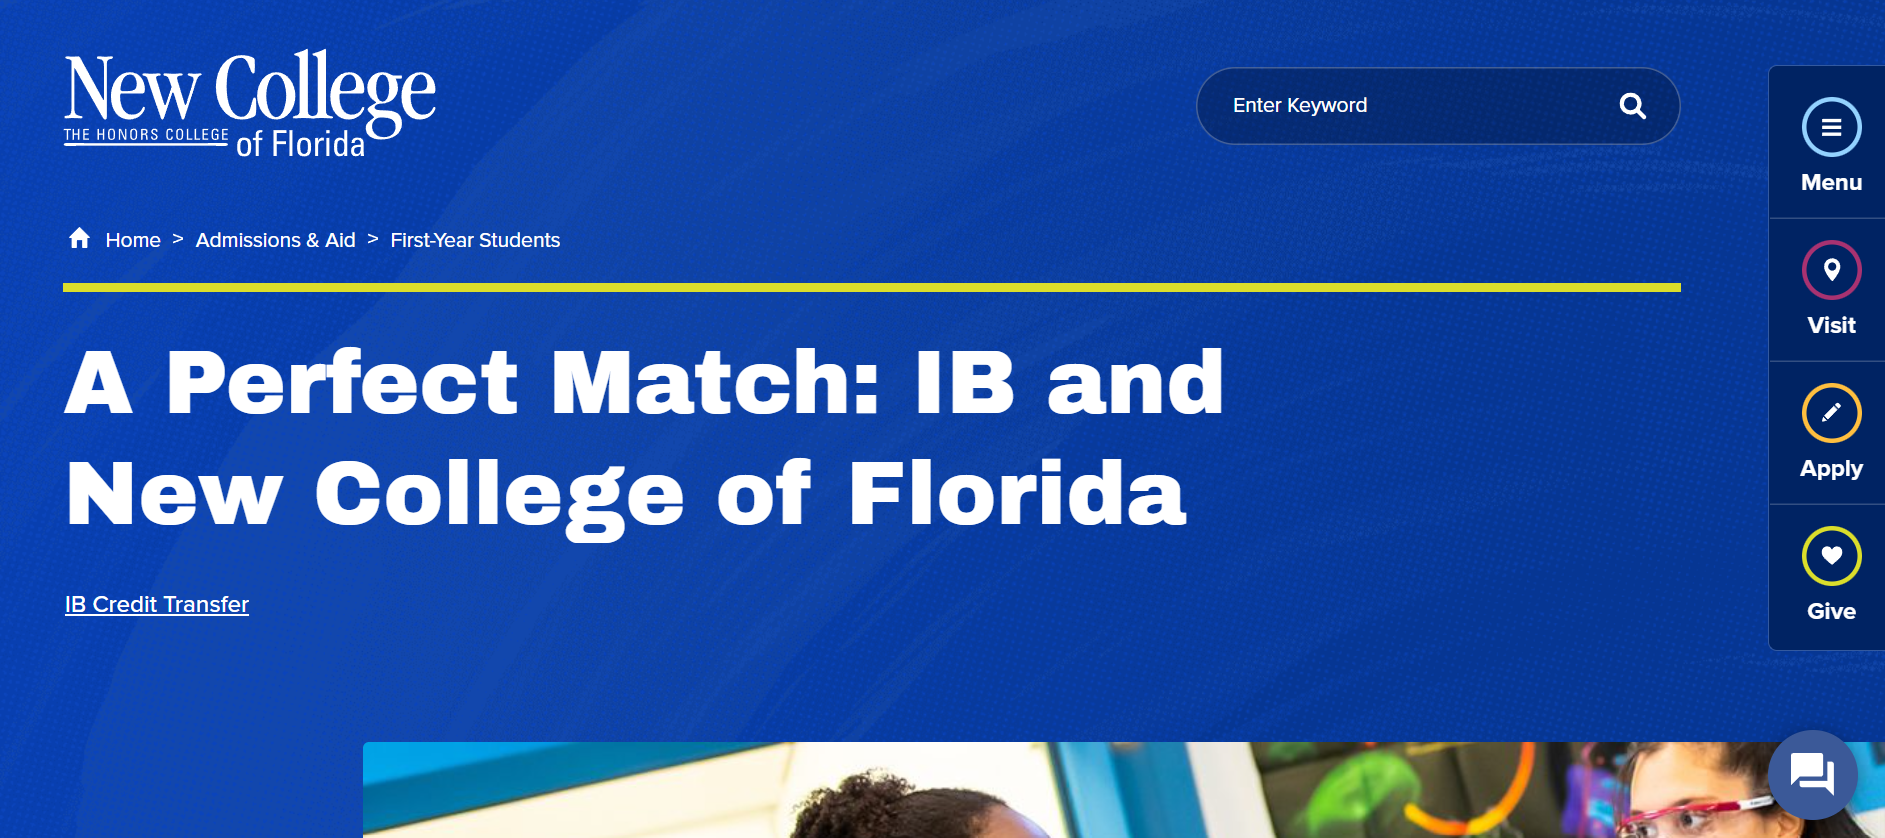 New College
THE HONORS COLLEGE
of Florida
Enter Keyword
Menu
Home > Admissions & Aid > First-Year Students
Visit
A Perfect Match: IB and
New College of Florida
Apply
IB Credit Transfer
Give